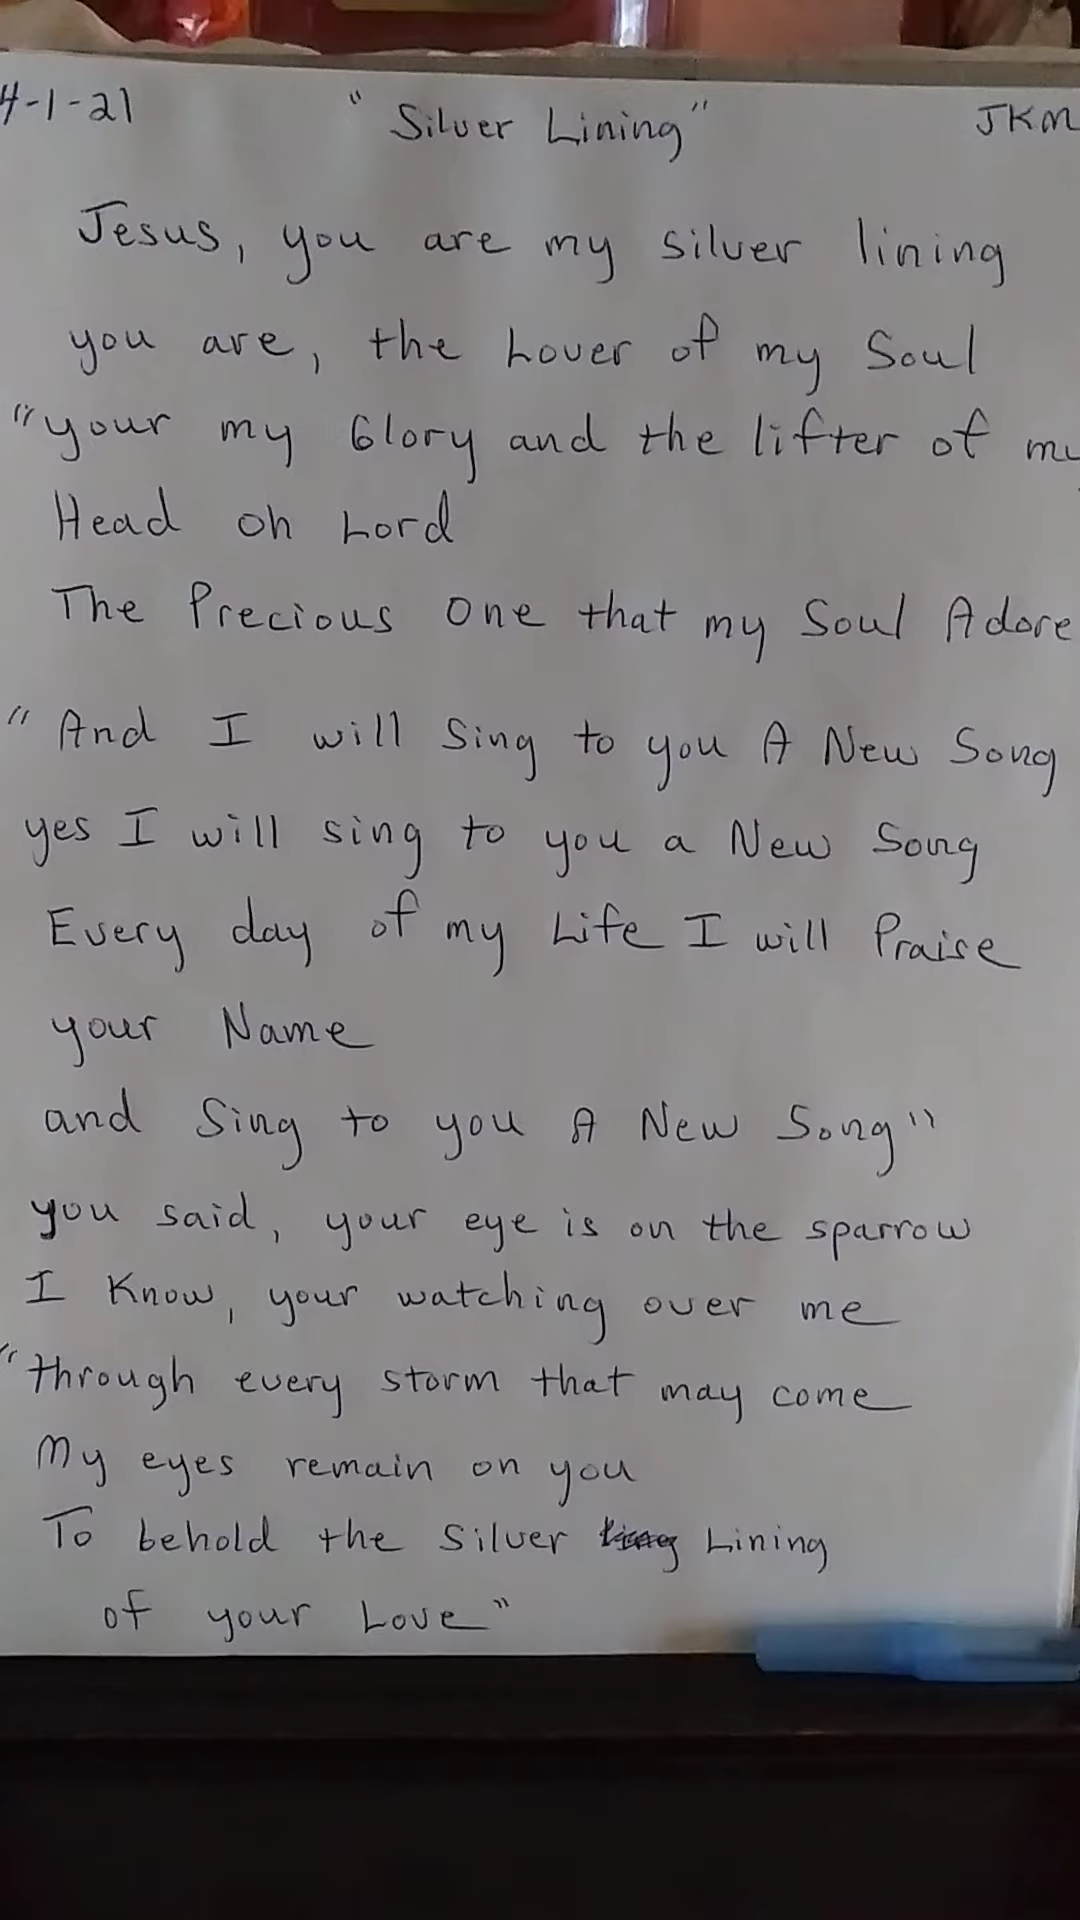 4-1-21 "Silver Lining" JKM
Jesus, you are my silver lining
you are, the Lover of my Soul
"your my Glory and the lifter of my
Head oh Lord
The Precious One that my Soul Adore
"And I will Sing to you A New Song
yes I will sing to you a New Song
Every day of my Life I will Praise
your Name
and Sing to you A New Song"
you said, your eye is on the sparrow
I Know, your watching over me
"through every storm that may come
My eyes remain on you
To behold the Silver Lining
of your Love"